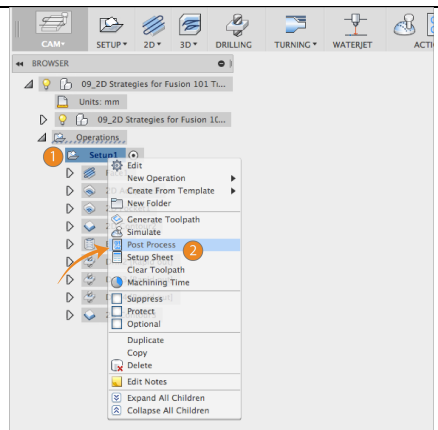 CAM▾ SETUP▾ 2D▾ 3D▾ DRILLING TURNING▾ WATERJET ACTI
BROWSER
09_2D Strategies for Fusion 101 Tr...
Units: mm
09_2D Strategies for Fusion 10...
Operations
1 Setup1
Edit
New Operation
Create From Template
New Folder
Generate Toolpath
Simulate
Post Process 2
Setup Sheet
Clear Toolpath
Machining Time
Suppress
Protect
Optional
Duplicate
Copy
Delete
Edit Notes
Expand All Children
Collapse All Children